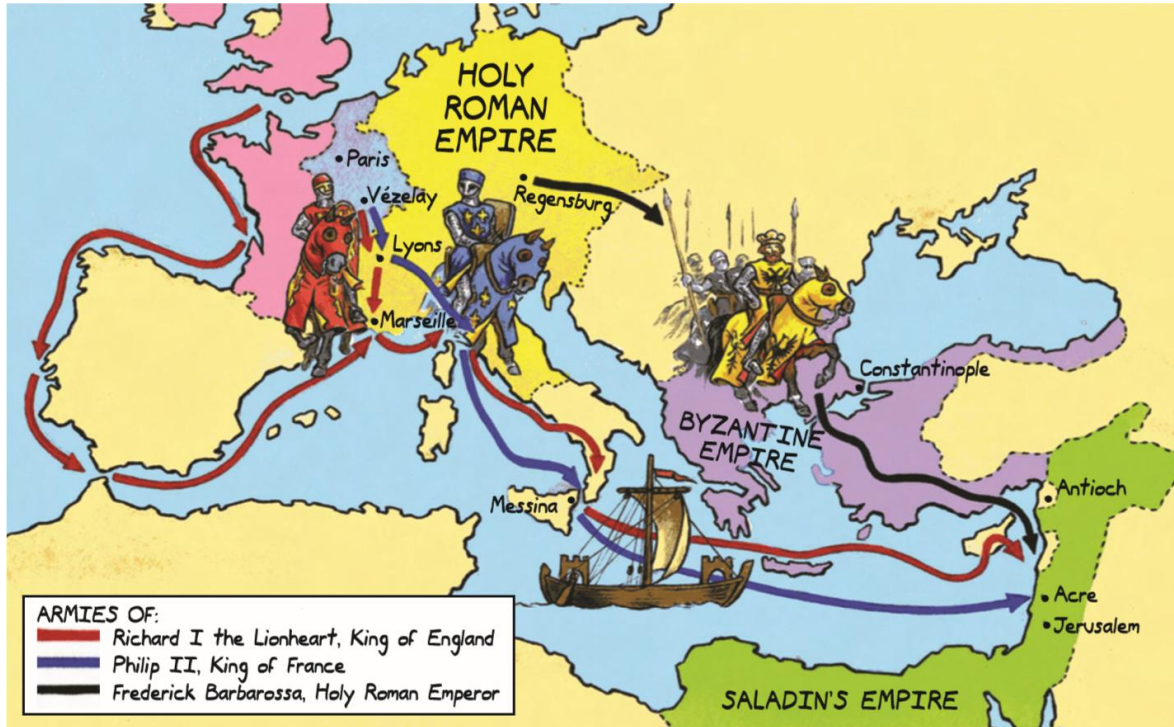 HOLY
ROMAN
EMPIRE
Paris
Vézelay
Regensburg
Lyons
Marseille
Constantinople
BYZANTINE
EMPIRE
Antioch
Messina
Acre
Jerusalem
SALADIN'S EMPIRE
ARMIES OF:
Richard I the Lionheart, King of England
Philip II, King of France
Frederick Barbarossa, Holy Roman Emperor